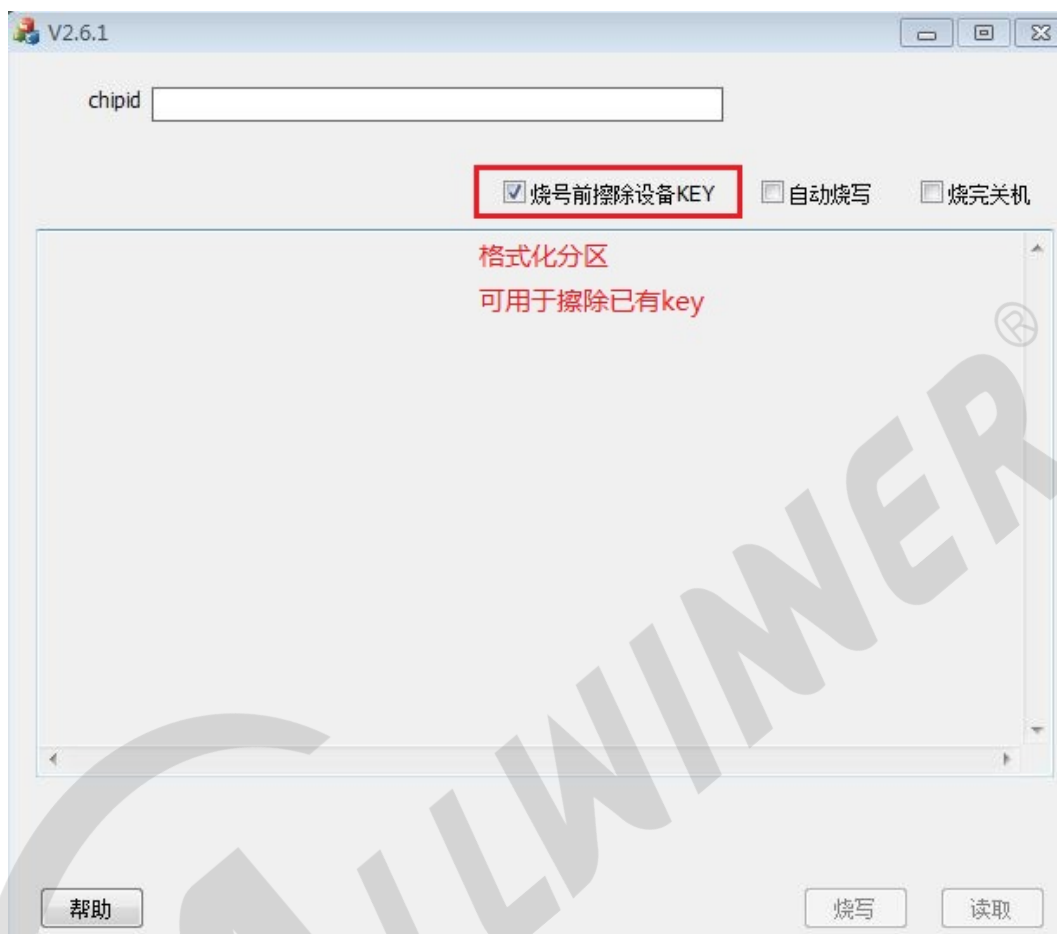 V2.6.1
chipid
烧号前擦除设备KEY 自动烧写 烧完关机
格式化分区
可用于擦除已有key
ALLWINNER®
帮助 烧写 读取